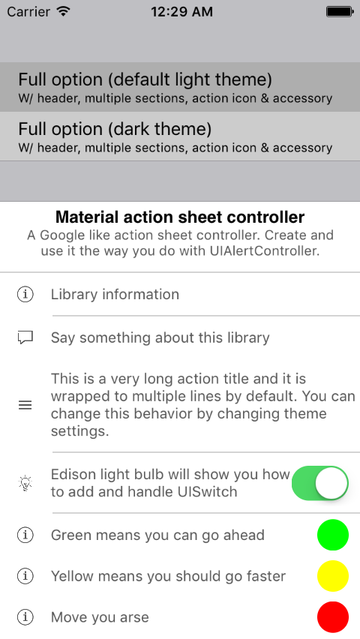 Carrier 12:29 AM
Full option (default light theme)
W/ header, multiple sections, action icon & accessory
Full option (dark theme)
W/ header, multiple sections, action icon & accessory
Material action sheet controller
A Google like action sheet controller. Create and
use it the way you do with UIAlertController.
Library information
Say something about this library
This is a very long action title and it is
wrapped to multiple lines by default. You can
change this behavior by changing theme
settings.
Edison light bulb will show you how
to add and handle UISwitch
Green means you can go ahead
Yellow means you should go faster
Move you arse